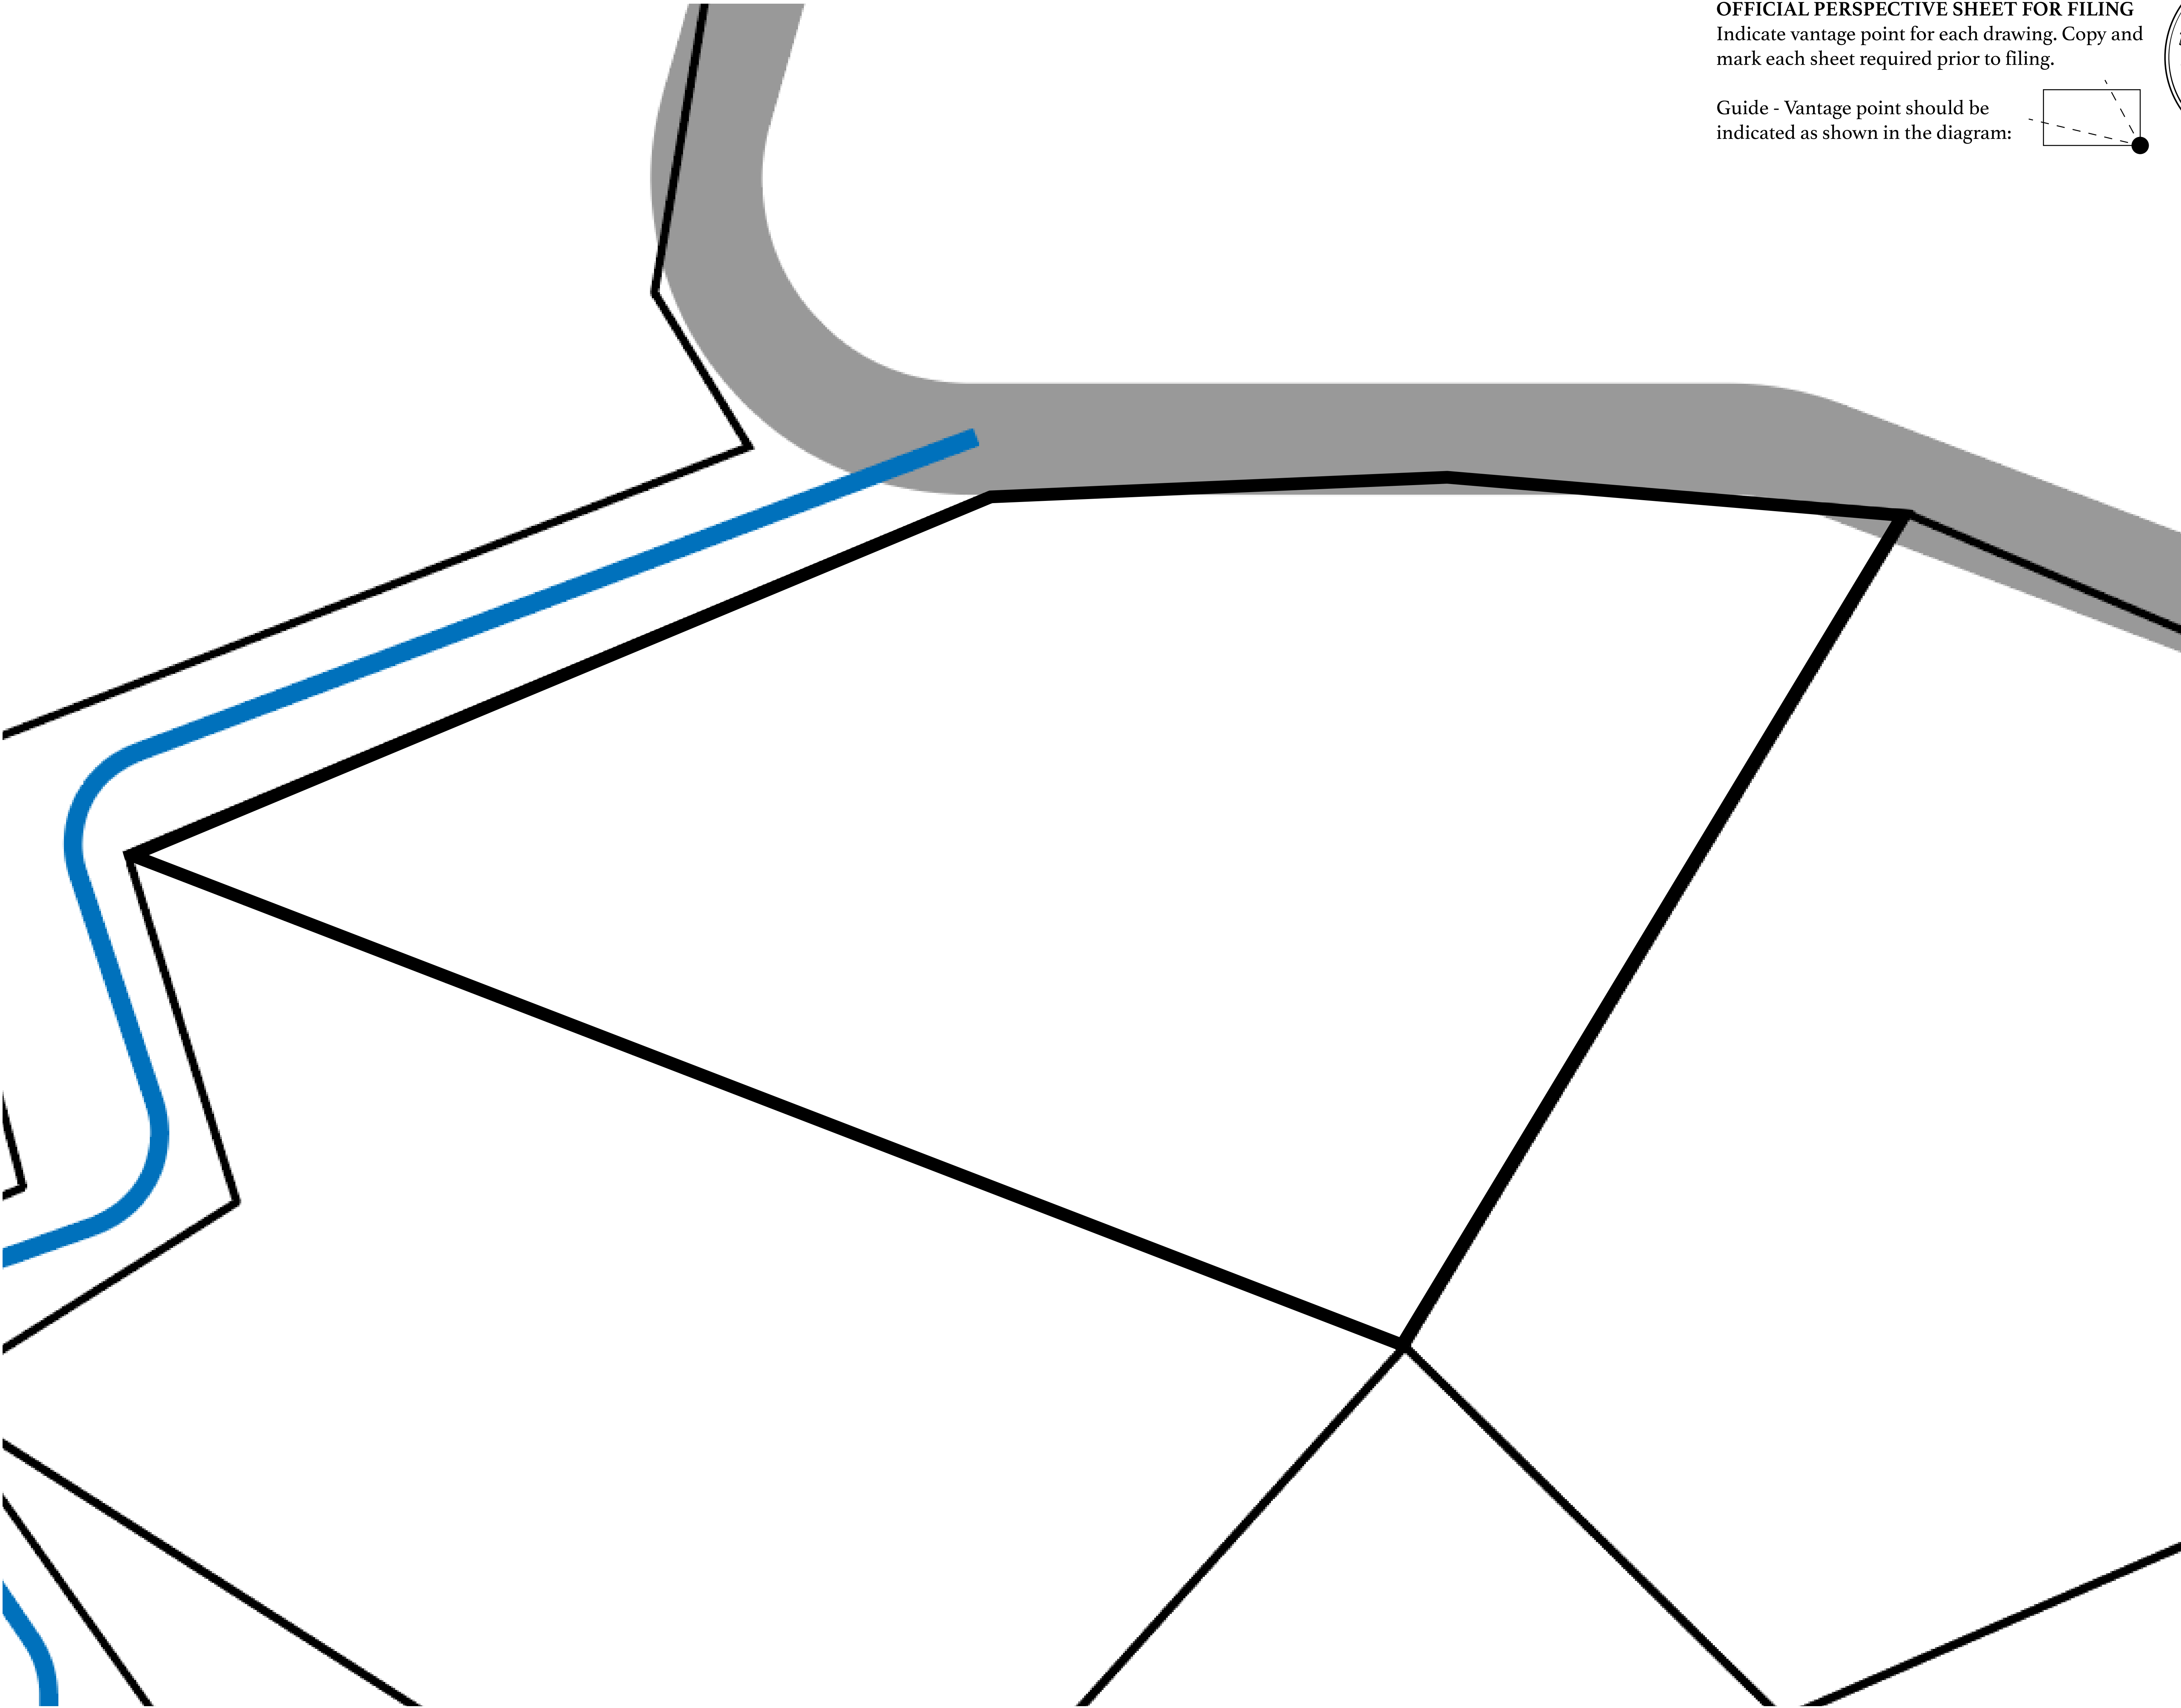 OFFICIAL PERSPECTIVE SHEET FOR FILING
Indicate vantage point for each drawing. Copy and
mark each sheet required prior to filing.
Guide - Vantage point should be
indicated as shown in the diagram: